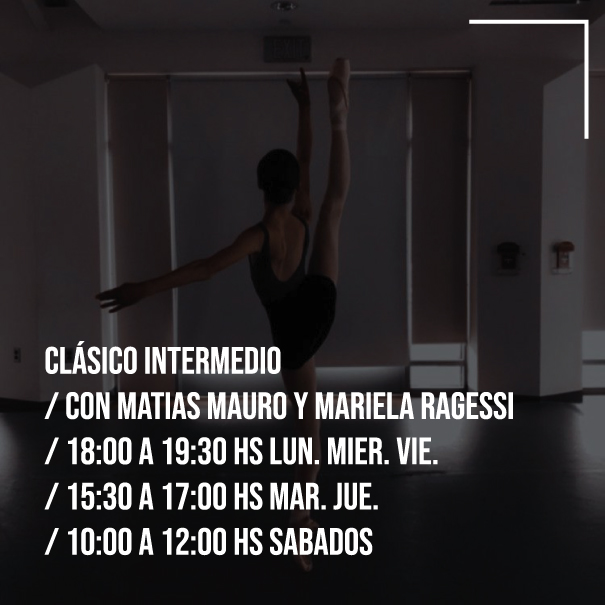 CLÁSICO INTERMEDIO
/ CON MATIAS MAURO Y MARIELA RAGESSI
/ 18:00 A 19:30 HS LUN. MIER. VIE.
/ 15:30 A 17:00 HS MAR. JUE.
/ 10:00 A 12:00 HS SABADOS